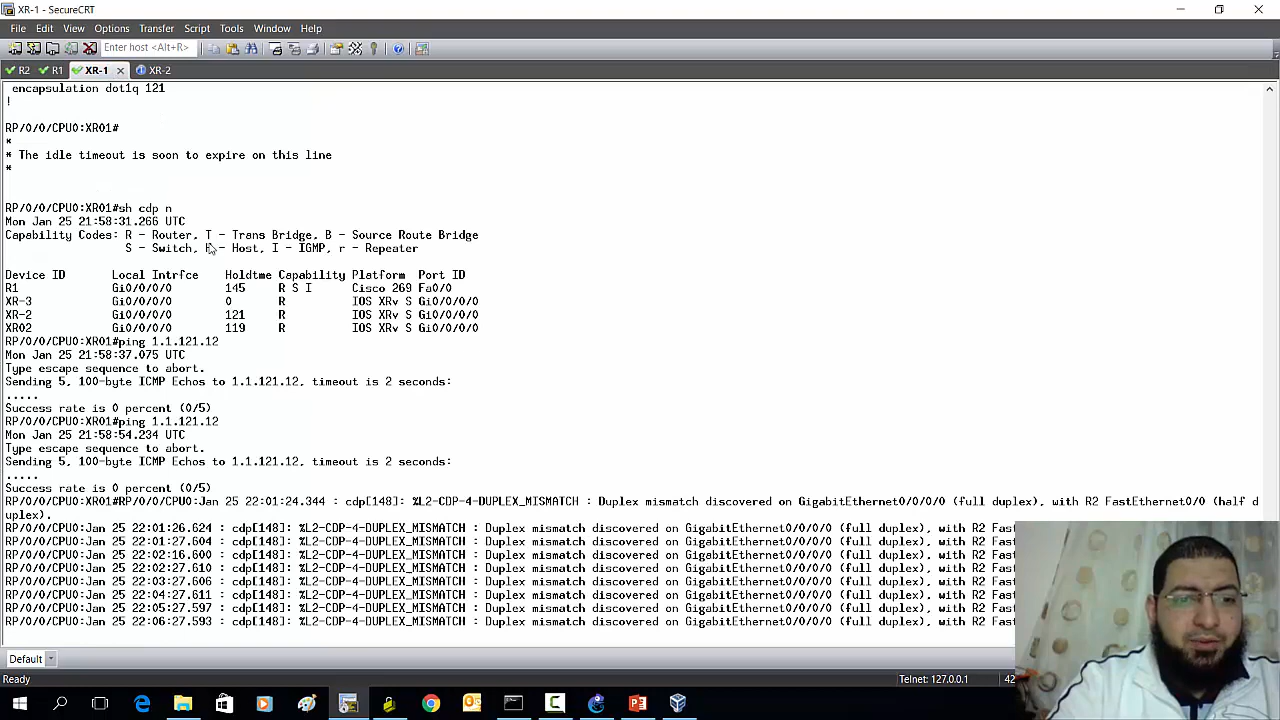 XR-1 - SecureCRT
File Edit View Options Transfer Script Tools Window Help
Enter host <Alt+R>
R2 R1 XR-1 XR-2
encapsulation dot1q 121
!
RP/0/0/CPU0:XR01#
*
* The idle timeout is soon to expire on this line
*
RP/0/0/CPU0:XR01#sh cdp n
Mon Jan 25 21:58:31.266 UTC
Capability Codes: R - Router, T - Trans Bridge, B - Source Route Bridge
S - Switch, H - Host, I - IGMP, r - Repeater
Device ID Local Intrfce Holdtme Capability Platform Port ID
R1 Gi0/0/0/0 145 R S I Cisco 269 Fa0/0
XR-3 Gi0/0/0/0 0 R IOS XRv S Gi0/0/0/0
XR-2 Gi0/0/0/0 121 R IOS XRv S Gi0/0/0/0
XR02 Gi0/0/0/0 119 R IOS XRv S Gi0/0/0/0
RP/0/0/CPU0:XR01#ping 1.1.121.12
Mon Jan 25 21:58:37.075 UTC
Type escape sequence to abort.
Sending 5, 100-byte ICMP Echos to 1.1.121.12, timeout is 2 seconds:
.....
Success rate is 0 percent (0/5)
RP/0/0/CPU0:XR01#ping 1.1.121.12
Mon Jan 25 21:58:54.234 UTC
Type escape sequence to abort.
Sending 5, 100-byte ICMP Echos to 1.1.121.12, timeout is 2 seconds:
.....
Success rate is 0 percent (0/5)
RP/0/0/CPU0:XR01#RP/0/0/CPU0:Jan 25 22:01:24.344 : cdp[148]: %L2-CDP-4-DUPLEX_MISMATCH : Duplex mismatch discovered on GigabitEthernet0/0/0/0 (full duplex), with R2 FastEthernet0/0 (half d
uplex).
RP/0/0/CPU0:Jan 25 22:01:26.624 : cdp[148]: %L2-CDP-4-DUPLEX_MISMATCH : Duplex mismatch discovered on GigabitEthernet0/0/0/0 (full duplex), with R2 Fast
RP/0/0/CPU0:Jan 25 22:01:27.604 : cdp[148]: %L2-CDP-4-DUPLEX_MISMATCH : Duplex mismatch discovered on GigabitEthernet0/0/0/0 (full duplex), with R2 Fast
RP/0/0/CPU0:Jan 25 22:02:16.600 : cdp[148]: %L2-CDP-4-DUPLEX_MISMATCH : Duplex mismatch discovered on GigabitEthernet0/0/0/0 (full duplex), with R2 Fast
RP/0/0/CPU0:Jan 25 22:02:27.610 : cdp[148]: %L2-CDP-4-DUPLEX_MISMATCH : Duplex mismatch discovered on GigabitEthernet0/0/0/0 (full duplex), with R2 Fast
RP/0/0/CPU0:Jan 25 22:03:27.606 : cdp[148]: %L2-CDP-4-DUPLEX_MISMATCH : Duplex mismatch discovered on GigabitEthernet0/0/0/0 (full duplex), with R2 Fast
RP/0/0/CPU0:Jan 25 22:04:27.611 : cdp[148]: %L2-CDP-4-DUPLEX_MISMATCH : Duplex mismatch discovered on GigabitEthernet0/0/0/0 (full duplex), with R2 Fast
RP/0/0/CPU0:Jan 25 22:05:27.597 : cdp[148]: %L2-CDP-4-DUPLEX_MISMATCH : Duplex mismatch discovered on GigabitEthernet0/0/0/0 (full duplex), with R2 Fast
RP/0/0/CPU0:Jan 25 22:06:27.593 : cdp[148]: %L2-CDP-4-DUPLEX_MISMATCH : Duplex mismatch discovered on GigabitEthernet0/0/0/0 (full duplex), with R2 Fast
Default
Ready Telnet: 127.0.0.1 42